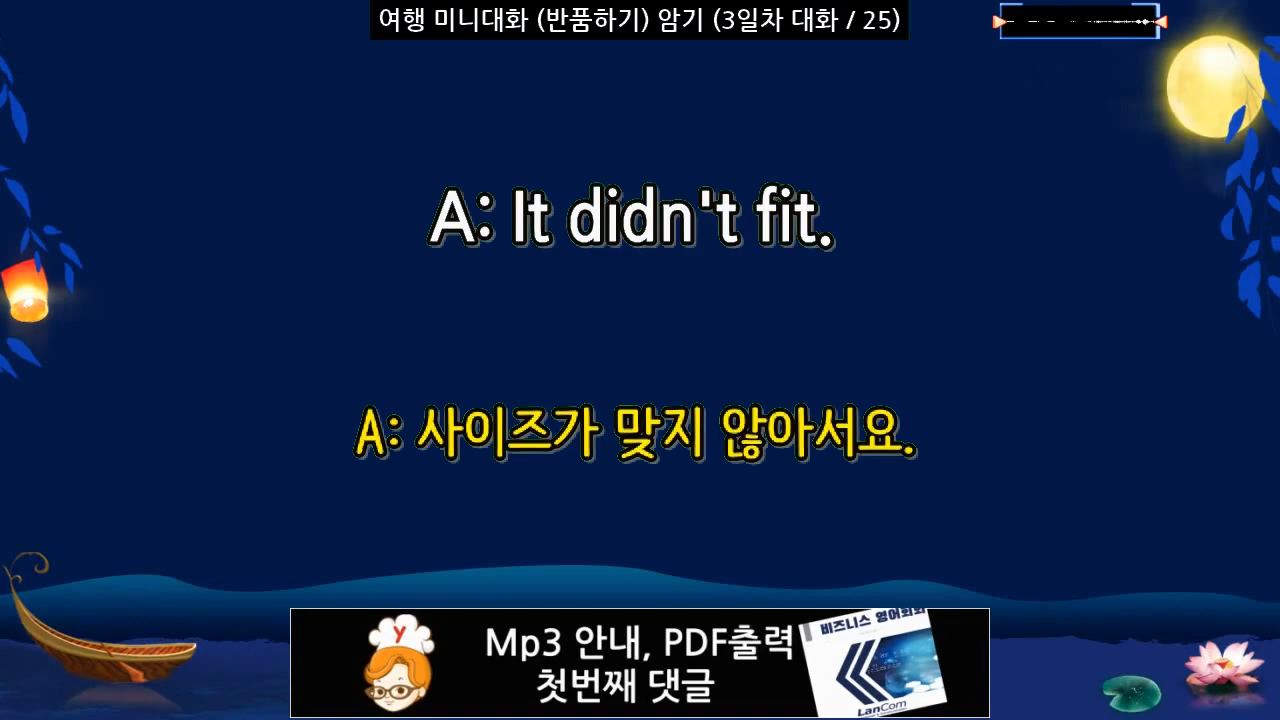 여행 미니대화 (반품하기) 암기 (3일차 대화 / 25)
A: It didn't fit.
A: 사이즈가 맞지 않아서요.
Mp3 안내, PDF출력
첫번째 댓글
Y
비즈니스 영어회화
LanCom